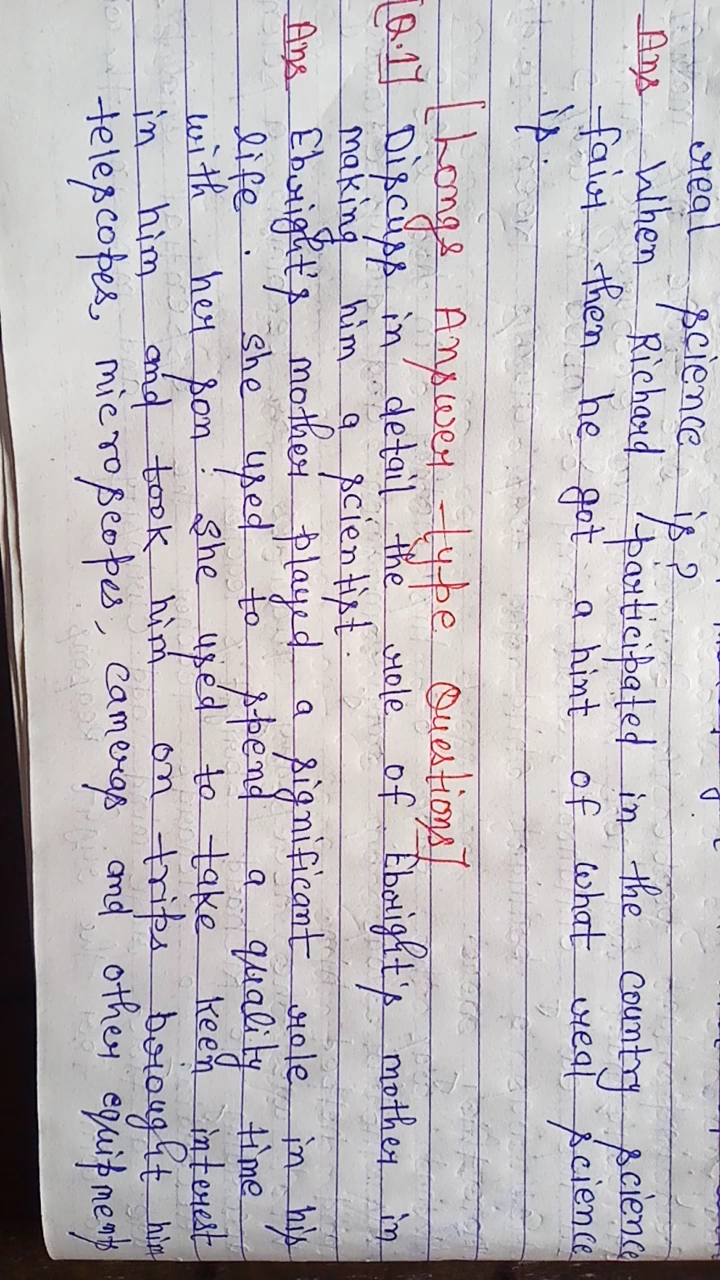 real science is?
Ans When Richard participated in the country science
fair then he got a hint of what real science
is.
[Longs Answer type Questions]
[Q.1] Discuss in detail the role of Ebright's mother in
making him a scientist.
Ans Ebright's mother played a significant role in his
life. she used to spend a quality time
with her son. She used to take keen interest
in him and took him on trips brought him
telescopes, microscopes, cameras and other equipments